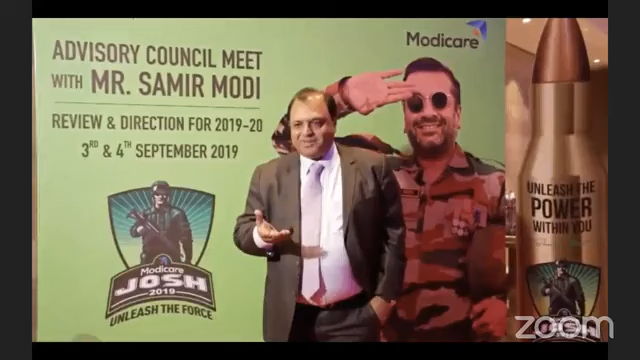 ADVISORY COUNCIL MEET
WITH MR. SAMIR MODI
REVIEW & DIRECTION FOR 2019-20
3RD & 4TH SEPTEMBER 2019
Modicare
Modicare
JOSH
2019
UNLEASH THE FORCE
UNLEASH THE
POWER
WITHIN YOU
zoom